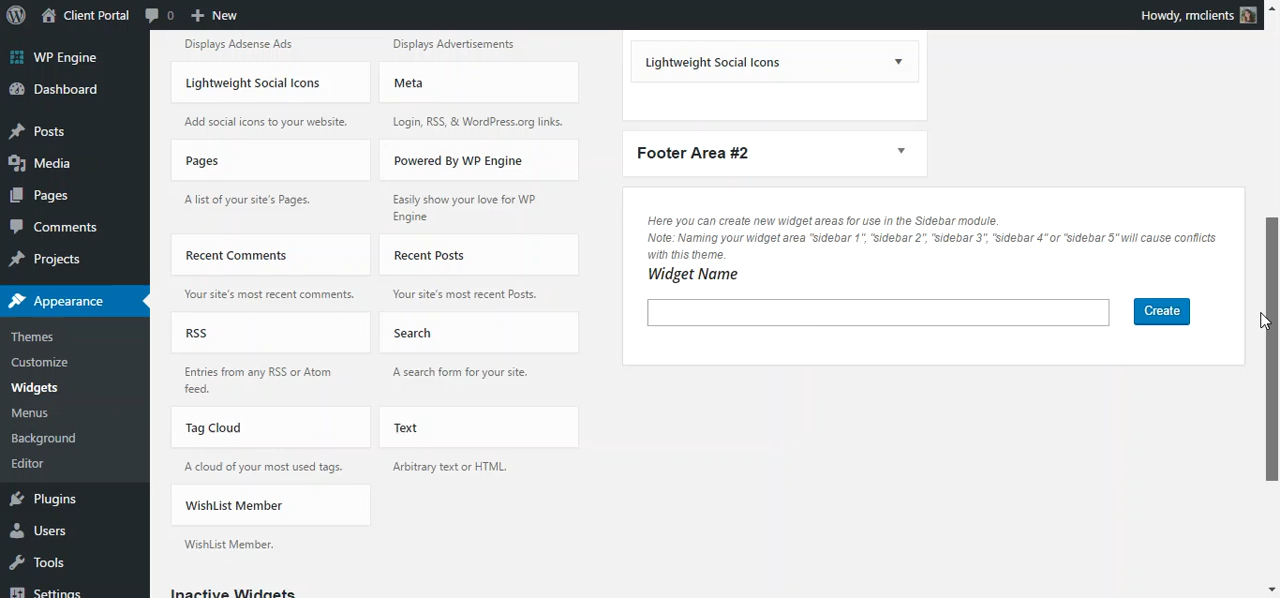 Client Portal
0
New
Howdy, rmclients
WP Engine
Dashboard
Posts
Media
Pages
Comments
Projects
Appearance
Themes
Customize
Widgets
Menus
Background
Editor
Plugins
Users
Tools
Settings
Displays Adsense Ads
Displays Advertisements
Lightweight Social Icons
Meta
Add social icons to your website.
Login, RSS, & WordPress.org links.
Pages
Powered By WP Engine
A list of your site's Pages.
Easily show your love for WP
Engine
Recent Comments
Recent Posts
Your site's most recent comments.
Your site's most recent Posts.
RSS
Search
Entries from any RSS or Atom
feed.
A search form for your site.
Tag Cloud
Text
A cloud of your most used tags.
Arbitrary text or HTML.
WishList Member
WishList Member.
Inactive Widgets
Lightweight Social Icons
Footer Area #2
Here you can create new widget areas for use in the Sidebar module.
Note: Naming your widget area "sidebar 1", "sidebar 2", "sidebar 3", "sidebar 4" or "sidebar 5" will cause conflicts
with this theme.
Widget Name
Create